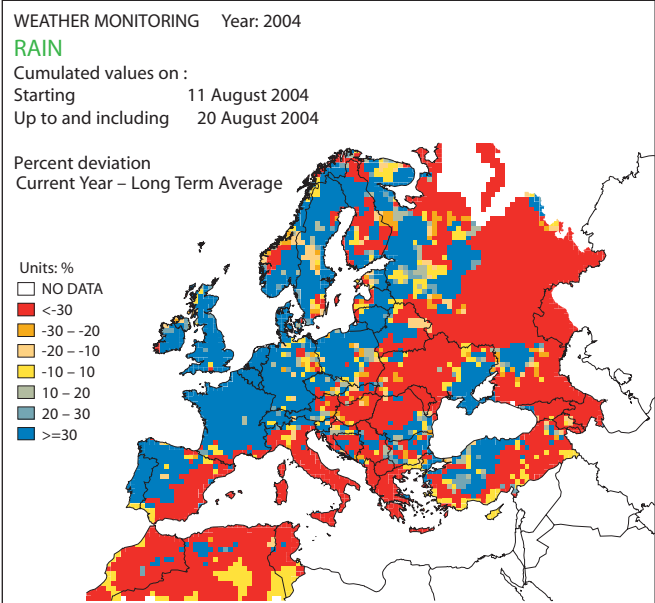 WEATHER MONITORING Year: 2004
RAIN
Cumulated values on :
Starting 11 August 2004
Up to and including 20 August 2004
Percent deviation
Current Year – Long Term Average
Units: %
NO DATA
<-30
-30 – -20
-20 – -10
-10 – 10
10 – 20
20 – 30
>=30